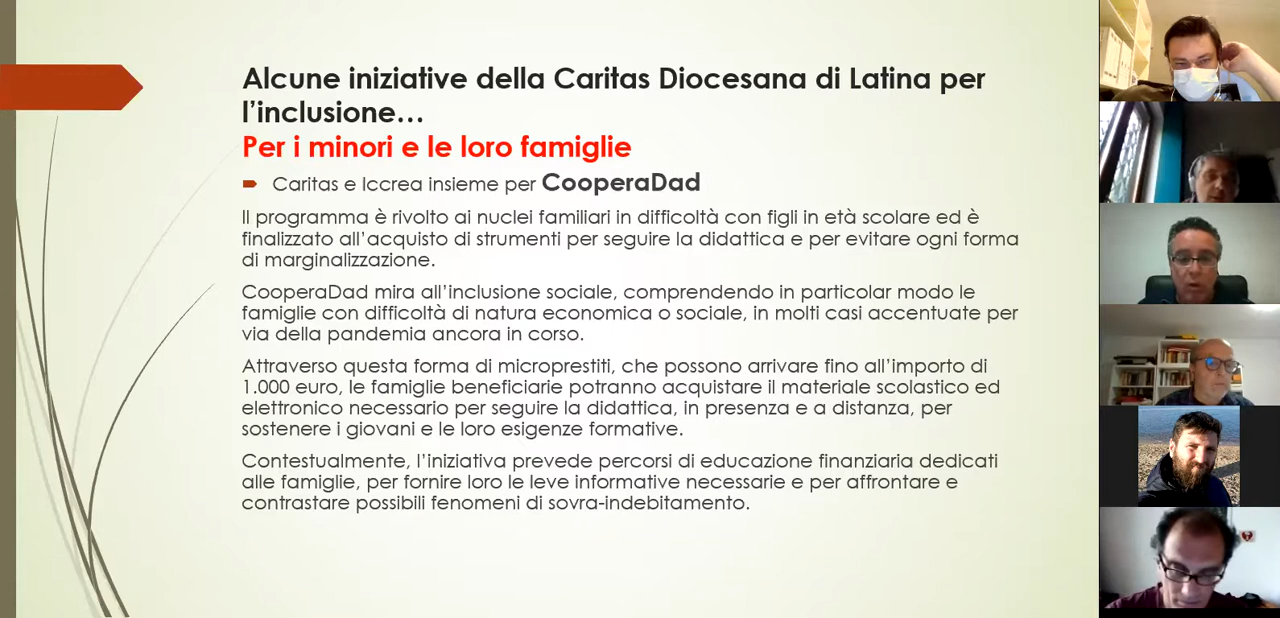 Alcune iniziative della Caritas Diocesana di Latina per
l’inclusione…
Per i minori e le loro famiglie
Caritas e Iccrea insieme per CooperaDad
Il programma è rivolto ai nuclei familiari in difficoltà con figli in età scolare ed è
finalizzato all’acquisto di strumenti per seguire la didattica e per evitare ogni forma
di marginalizzazione.
CooperaDad mira all’inclusione sociale, comprendendo in particolar modo le
famiglie con difficoltà di natura economica o sociale, in molti casi accentuate per
via della pandemia ancora in corso.
Attraverso questa forma di microprestiti, che possono arrivare fino all’importo di
1.000 euro, le famiglie beneficiarie potranno acquistare il materiale scolastico ed
elettronico necessario per seguire la didattica, in presenza e a distanza, per
sostenere i giovani e le loro esigenze formative.
Contestualmente, l’iniziativa prevede percorsi di educazione finanziaria dedicati
alle famiglie, per fornire loro le leve informative necessarie e per affrontare e
contrastare possibili fenomeni di sovra-indebitamento.